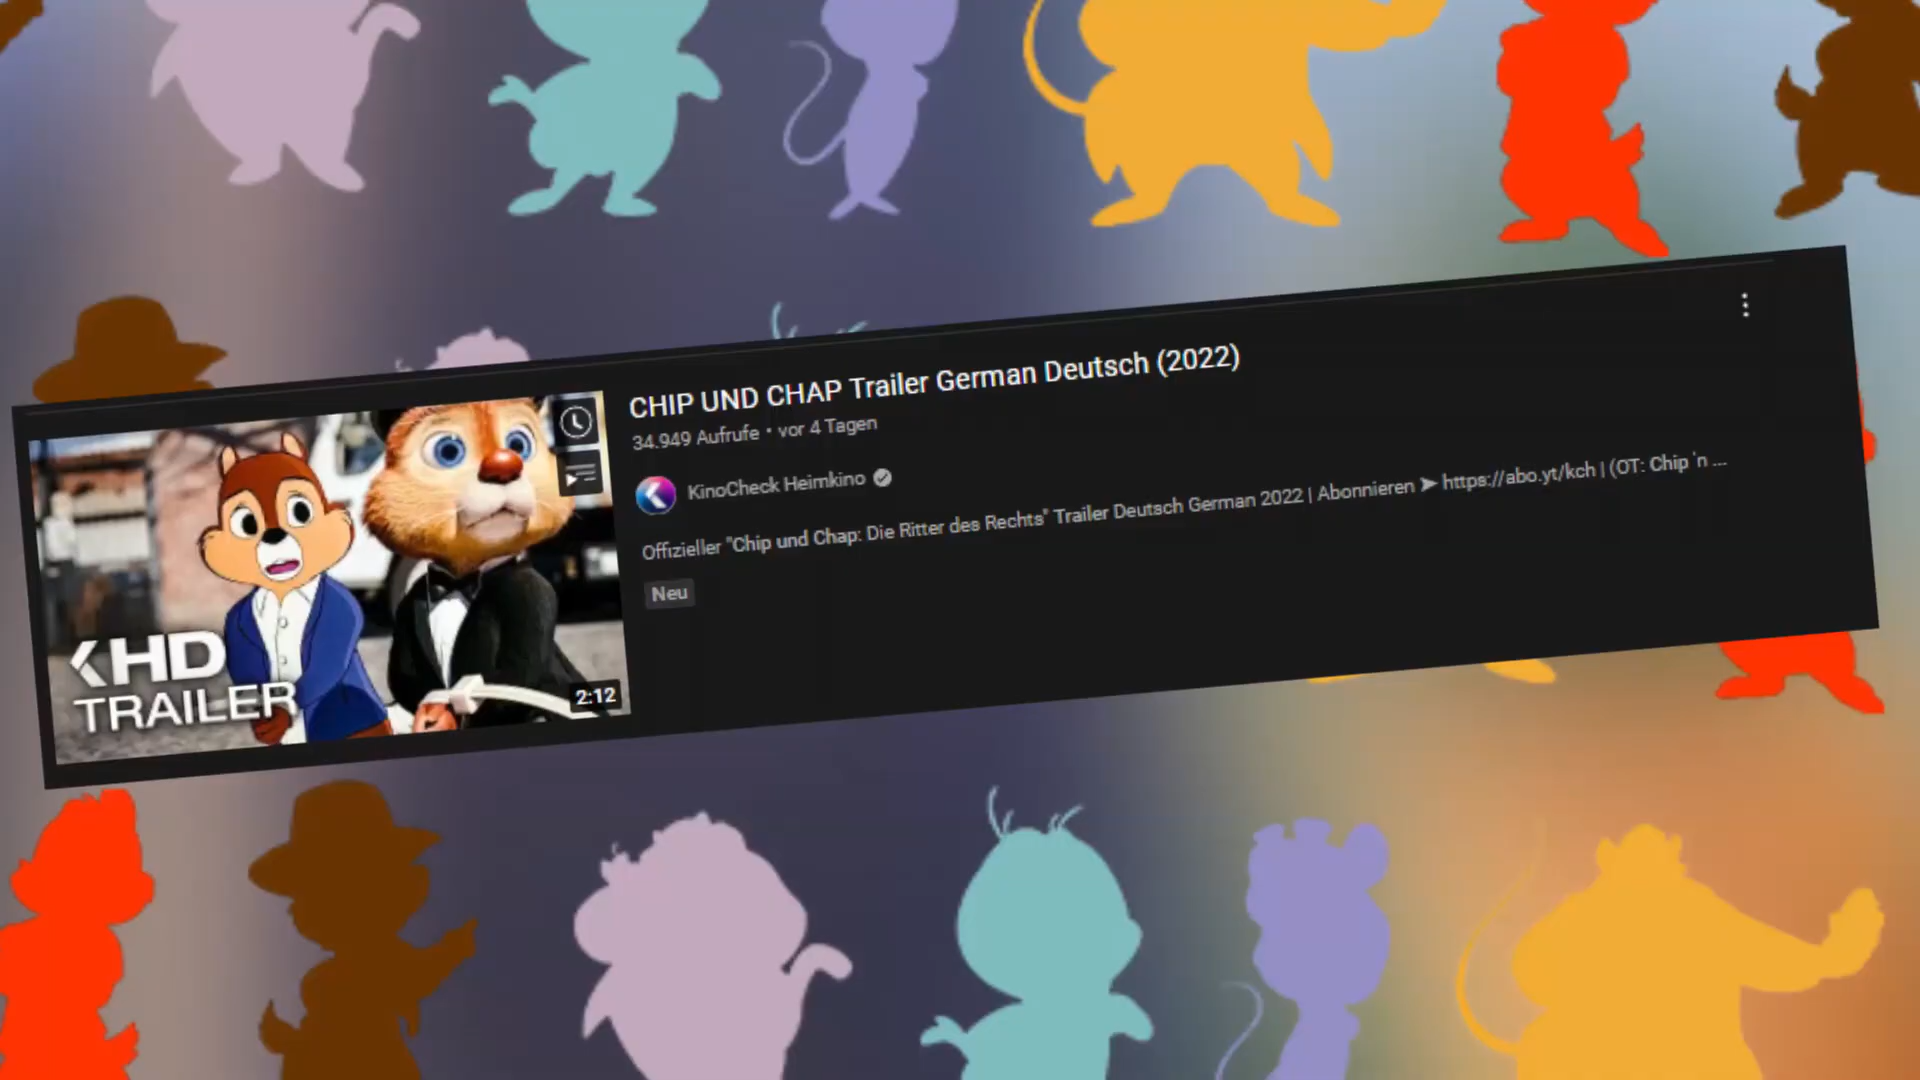 CHIP UND CHAP Trailer German Deutsch (2022)
34.949 Aufrufe • vor 4 Tagen
KinoCheck Heimkino
Offizieller "Chip und Chap: Die Ritter des Rechts" Trailer Deutsch German 2022 | Abonnieren ➤ https://abo.yt/kch | (OT: Chip 'n ...
Neu
HD
TRAILER
2:12